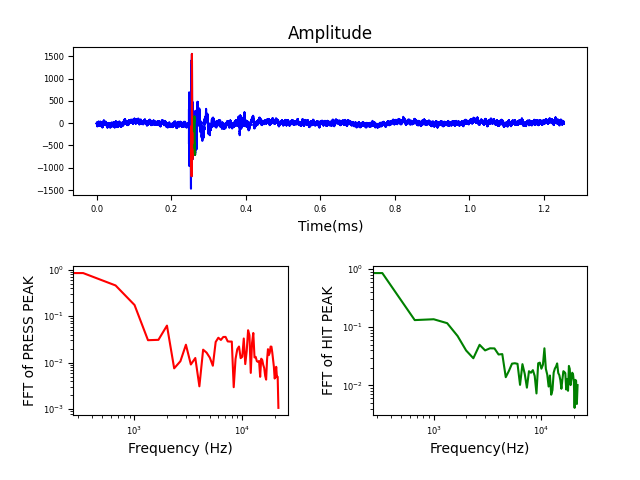 Amplitude
1500
1000
500
0
−500
−1000
−1500
0.0 0.2 0.4 0.6 0.8 1.0 1.2
Time(ms)
FFT of PRESS PEAK
10⁰
10⁻¹
10⁻²
10⁻³
10³ 10⁴
Frequency (Hz)
FFT of HIT PEAK
10⁰
10⁻¹
10⁻²
10³ 10⁴
Frequency(Hz)